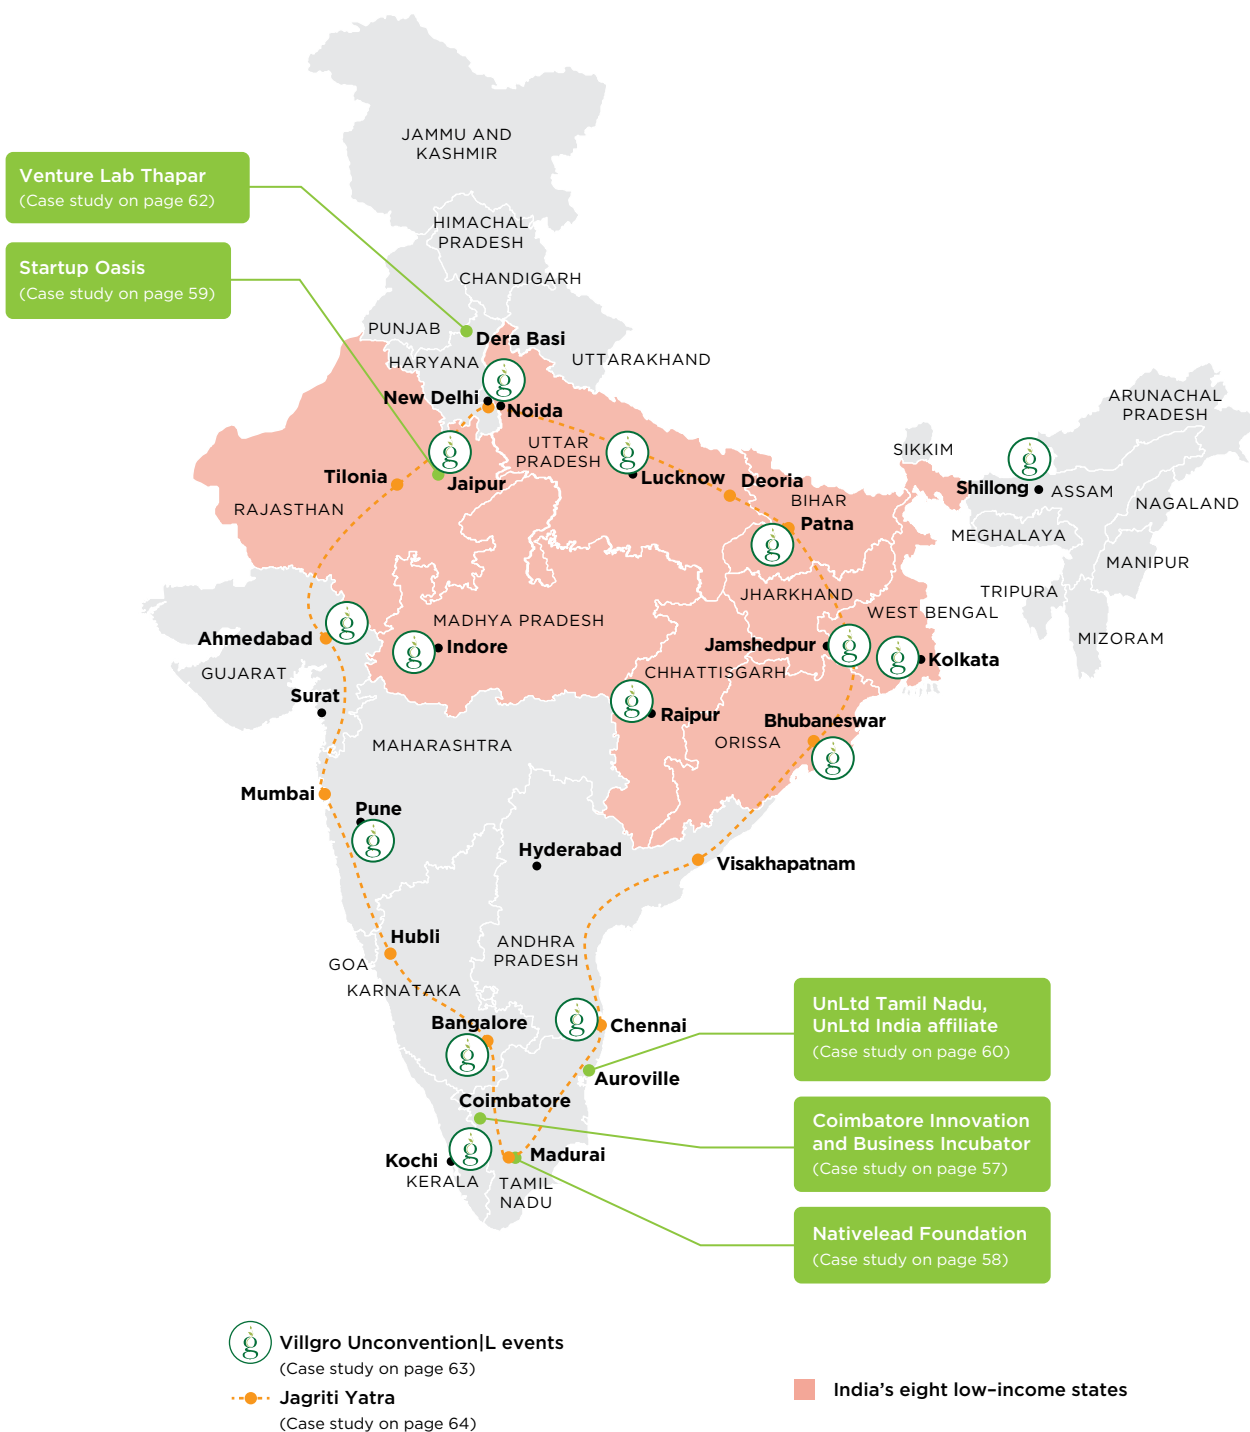 JAMMU AND
KASHMIR
Venture Lab Thapar
(Case study on page 62)
HIMACHAL
PRADESH
Startup Oasis
(Case study on page 59)
CHANDIGARH
PUNJAB
Dera Basi
HARYANA
UTTARAKHAND
g
New Delhi
Noida
ARUNACHAL
PRADESH
UTTAR
PRADESH
g
g
SIKKIM
g
Tilonia
Jaipur
Lucknow
Deoria
Shillong
ASSAM
RAJASTHAN
BIHAR
NAGALAND
Patna
g
MEGHALAYA
MANIPUR
JHARKHAND
TRIPURA
WEST BENGAL
MADHYA PRADESH
g
Ahmedabad
MIZORAM
g
Indore
Jamshedpur
g
g
Kolkata
GUJARAT
CHHATTISGARH
Surat
g
Raipur
Bhubaneswar
MAHARASHTRA
ORISSA
g
Mumbai
Pune
g
Hyderabad
Visakhapatnam
Hubli
ANDHRA
PRADESH
GOA
KARNATAKA
Bangalore
g
g
Chennai
UnLtd Tamil Nadu,
UnLtd India affiliate
(Case study on page 60)
Auroville
Coimbatore
Coimbatore Innovation
and Business Incubator
(Case study on page 57)
g
Kochi
Madurai
KERALA
TAMIL
NADU
Nativelead Foundation
(Case study on page 58)
g
Villgro Unconvention|L events
(Case study on page 63)
Jagriti Yatra
(Case study on page 64)
India's eight low–income states